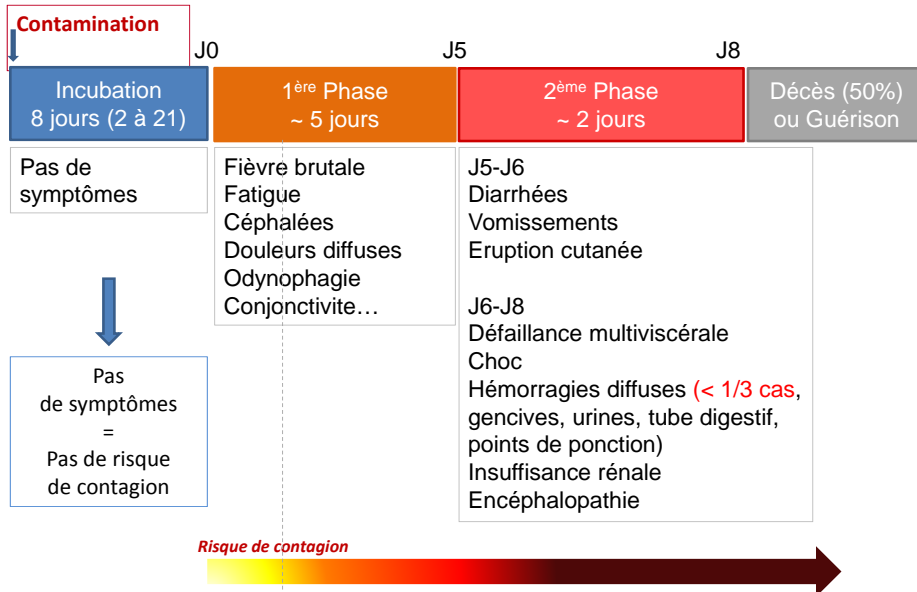 Contamination
J0
J5
J8
Incubation
8 jours (2 à 21)
1ère Phase
~ 5 jours
2ème Phase
~ 2 jours
Décès (50%)
ou Guérison
Pas de
symptômes
Fièvre brutale
Fatigue
Céphalées
Douleurs diffuses
Odynophagie
Conjonctivite…
J5-J6
Diarrhées
Vomissements
Eruption cutanée
J6-J8
Défaillance multiviscérale
Choc
Hémorragies diffuses (< 1/3 cas,
gencives, urines, tube digestif,
points de ponction)
Insuffisance rénale
Encéphalopathie
Pas
de symptômes
=
Pas de risque
de contagion
Risque de contagion